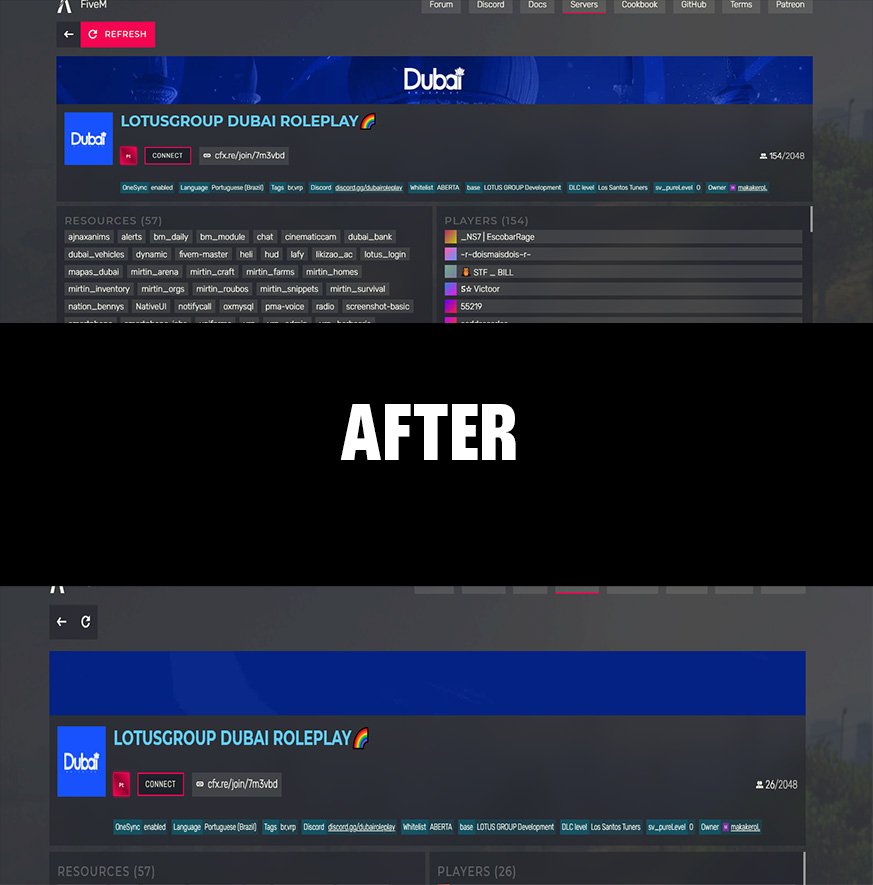 FiveM Forum Discord Docs Servers Cookbook GitHub Terms Patreon
REFRESH
Dubai
Dubai
LOTUSGROUP DUBAI ROLEPLAY🌈
Pt CONNECT cfx.re/join/7m3vbd 154/2048
OneSync enabled Language Portuguese (Brazil) Tags br,vrp Discord discord.gg/dubairoleplay Whitelist ABERTA base LOTUS GROUP Development DLC level Los Santos Tuners sv_pureLevel 0 Owner makakeroL
RESOURCES (57)
ajnaxanims alerts bm_daily bm_module chat cinematiccam dubai_bank
dubai_vehicles dynamic fivem-master heli hud lafy likizao_ac lotus_login
mapas_dubai mirtin_arena mirtin_craft mirtin_farms mirtin_homes
mirtin_inventory mirtin_orgs mirtin_roubos mirtin_snippets mirtin_survival
nation_bennys NativeUI notifycall oxmysql pma-voice radio screenshot-basic
PLAYERS (154)
_NS7 | EscobarRage
-r-doismaisdois-r-
STF _ BILL
S☆ Victoor
55219
AFTER
Dubai
LOTUSGROUP DUBAI ROLEPLAY🌈
Pt CONNECT cfx.re/join/7m3vbd 26/2048
OneSync enabled Language Portuguese (Brazil) Tags br,vrp Discord discord.gg/dubairoleplay Whitelist ABERTA base LOTUS GROUP Development DLC level Los Santos Tuners sv_pureLevel 0 Owner makakeroL
RESOURCES (57)
PLAYERS (26)